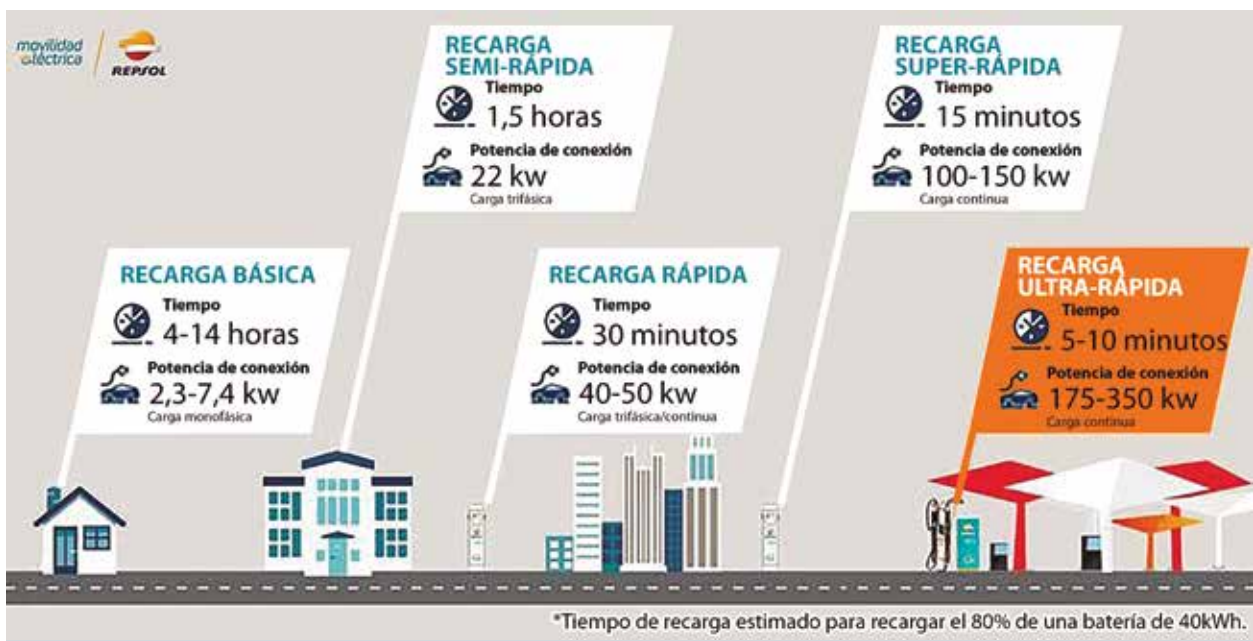 movilidad
eléctrica
REPSOL
RECARGA
SEMI-RÁPIDA
Tiempo
1,5 horas
Potencia de conexión
22 kw
Carga trifásica
RECARGA
SUPER-RÁPIDA
Tiempo
15 minutos
Potencia de conexión
100-150 kw
Carga continua
RECARGA BÁSICA
Tiempo
4-14 horas
Potencia de conexión
2,3-7,4 kw
Carga monofásica
RECARGA RÁPIDA
Tiempo
30 minutos
Potencia de conexión
40-50 kw
Carga trifásica/continua
RECARGA
ULTRA-RÁPIDA
Tiempo
5-10 minutos
Potencia de conexión
175-350 kw
Carga continua
*Tiempo de recarga estimado para recargar el 80% de una batería de 40kWh.